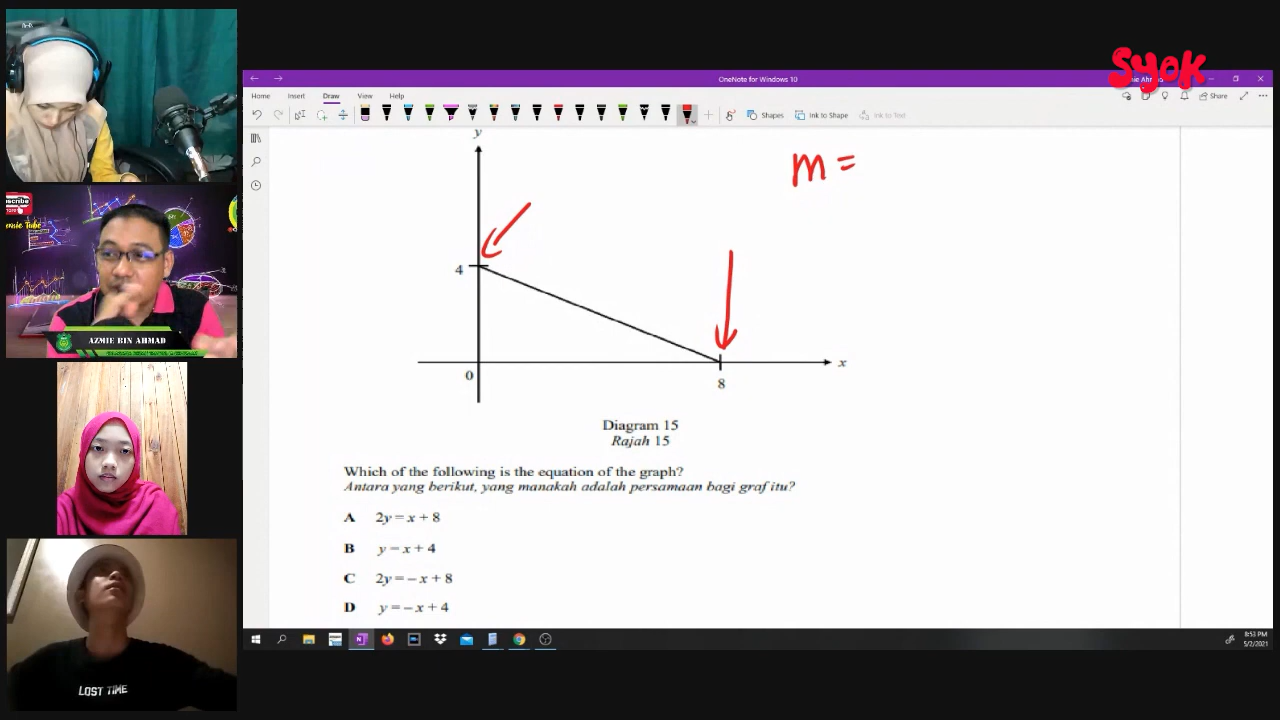 syok
OneNote for Windows 10
Home Insert Draw View Help
Shapes
Ink to Shape
Ink to Text
Share
m =
y
4
0
8
x
Diagram 15
Rajah 15
Which of the following is the equation of the graph?
Antara yang berikut, yang manakah adalah persamaan bagi graf itu?
A 2y = x + 8
B y = x + 4
C 2y = – x + 8
D y = – x + 4
AZMIE BIN AHMAD
LOST TIME
8:53 PM
5/2/2021